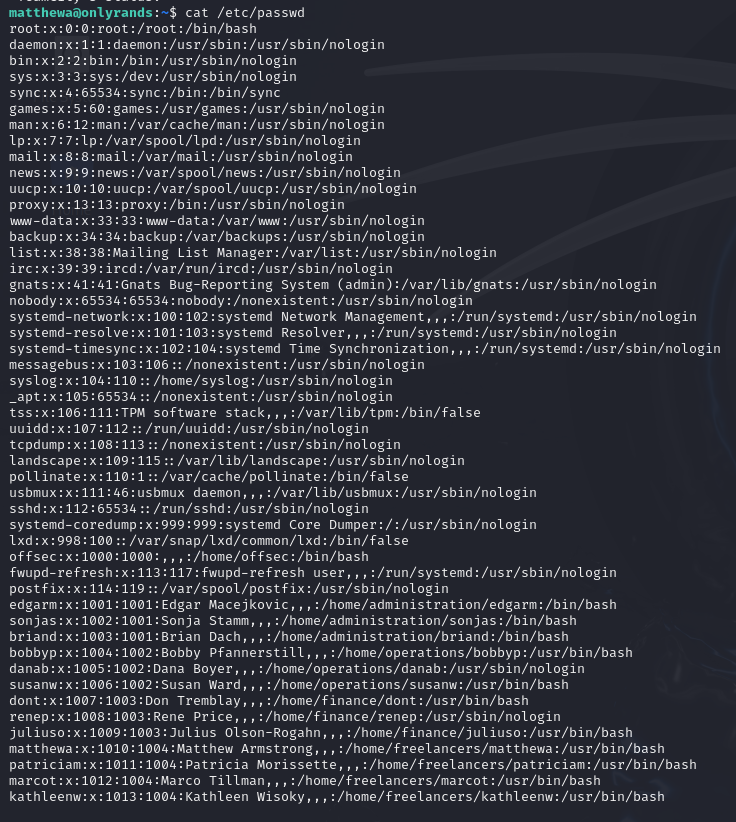 matthewa@onlyrands:~$ cat /etc/passwd
root:x:0:0:root:/root:/bin/bash
daemon:x:1:1:daemon:/usr/sbin:/usr/sbin/nologin
bin:x:2:2:bin:/bin:/usr/sbin/nologin
sys:x:3:3:sys:/dev:/usr/sbin/nologin
sync:x:4:65534:sync:/bin:/bin/sync
games:x:5:60:games:/usr/games:/usr/sbin/nologin
man:x:6:12:man:/var/cache/man:/usr/sbin/nologin
lp:x:7:7:lp:/var/spool/lpd:/usr/sbin/nologin
mail:x:8:8:mail:/var/mail:/usr/sbin/nologin
news:x:9:9:news:/var/spool/news:/usr/sbin/nologin
uucp:x:10:10:uucp:/var/spool/uucp:/usr/sbin/nologin
proxy:x:13:13:proxy:/bin:/usr/sbin/nologin
www-data:x:33:33:www-data:/var/www:/usr/sbin/nologin
backup:x:34:34:backup:/var/backups:/usr/sbin/nologin
list:x:38:38:Mailing List Manager:/var/list:/usr/sbin/nologin
irc:x:39:39:ircd:/var/run/ircd:/usr/sbin/nologin
gnats:x:41:41:Gnats Bug-Reporting System (admin):/var/lib/gnats:/usr/sbin/nologin
nobody:x:65534:65534:nobody:/nonexistent:/usr/sbin/nologin
systemd-network:x:100:102:systemd Network Management,,,:/run/systemd:/usr/sbin/nologin
systemd-resolve:x:101:103:systemd Resolver,,,:/run/systemd:/usr/sbin/nologin
systemd-timesync:x:102:104:systemd Time Synchronization,,,:/run/systemd:/usr/sbin/nologin
messagebus:x:103:106::/nonexistent:/usr/sbin/nologin
syslog:x:104:110::/home/syslog:/usr/sbin/nologin
_apt:x:105:65534::/nonexistent:/usr/sbin/nologin
tss:x:106:111:TPM software stack,,,:/var/lib/tpm:/bin/false
uuidd:x:107:112::/run/uuidd:/usr/sbin/nologin
tcpdump:x:108:113::/nonexistent:/usr/sbin/nologin
landscape:x:109:115::/var/lib/landscape:/usr/sbin/nologin
pollinate:x:110:1::/var/cache/pollinate:/bin/false
usbmux:x:111:46:usbmux daemon,,,:/var/lib/usbmux:/usr/sbin/nologin
sshd:x:112:65534::/run/sshd:/usr/sbin/nologin
systemd-coredump:x:999:999:systemd Core Dumper:/:/usr/sbin/nologin
lxd:x:998:100::/var/snap/lxd/common/lxd:/bin/false
offsec:x:1000:1000:,,,:/home/offsec:/bin/bash
fwupd-refresh:x:113:117:fwupd-refresh user,,,:/run/systemd:/usr/sbin/nologin
postfix:x:114:119::/var/spool/postfix:/usr/sbin/nologin
edgarm:x:1001:1001:Edgar Macejkovic,,,:/home/administration/edgarm:/bin/bash
sonjas:x:1002:1001:Sonja Stamm,,,:/home/administration/sonjas:/bin/bash
briand:x:1003:1001:Brian Dach,,,:/home/administration/briand:/bin/bash
bobbyp:x:1004:1002:Bobby Pfannerstill,,,:/home/operations/bobbyp:/usr/bin/bash
danab:x:1005:1002:Dana Boyer,,,:/home/operations/danab:/usr/sbin/nologin
susanw:x:1006:1002:Susan Ward,,,:/home/operations/susanw:/usr/bin/bash
dont:x:1007:1003:Don Tremblay,,,:/home/finance/dont:/usr/bin/bash
renep:x:1008:1003:Rene Price,,,:/home/finance/renep:/usr/sbin/nologin
juliuso:x:1009:1003:Julius Olson-Rogahn,,,:/home/finance/juliuso:/usr/bin/bash
matthewa:x:1010:1004:Matthew Armstrong,,,:/home/freelancers/matthewa:/usr/bin/bash
patriciam:x:1011:1004:Patricia Morissette,,,:/home/freelancers/patriciam:/usr/bin/bash
marcot:x:1012:1004:Marco Tillman,,,:/home/freelancers/marcot:/usr/bin/bash
kathleenw:x:1013:1004:Kathleen Wisoky,,,:/home/freelancers/kathleenw:/usr/bin/bash